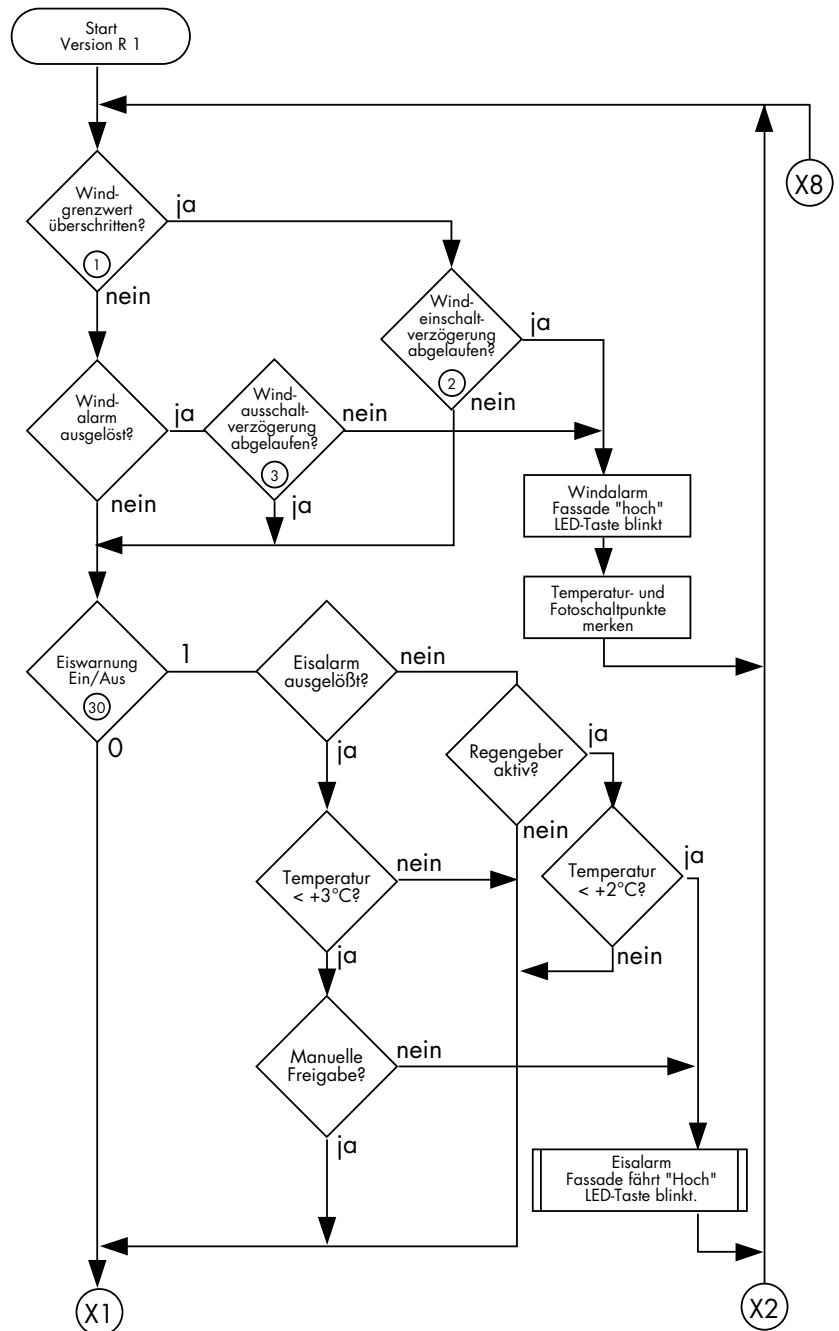 Start
Version R 1
X8
Wind-
grenzwert
überschritten?
1
ja
nein
Wind-
einschalt-
verzögerung
abgelaufen?
2
ja
nein
Wind-
alarm
ausgelöst?
ja
nein
Wind-
ausschalt-
verzögerung
abgelaufen?
3
nein
ja
Windalarm
Fassade "hoch"
LED-Taste blinkt
Temperatur- und
Fotoschaltpunkte
merken
Eiswarnung
Ein/Aus
30
1
0
Eisalarm
ausgelößt?
nein
ja
Regengeber
aktiv?
ja
nein
Temperatur
< +3°C?
nein
ja
Temperatur
< +2°C?
ja
nein
Manuelle
Freigabe?
nein
ja
Eisalarm
Fassade fährt "Hoch"
LED-Taste blinkt.
X1
X2